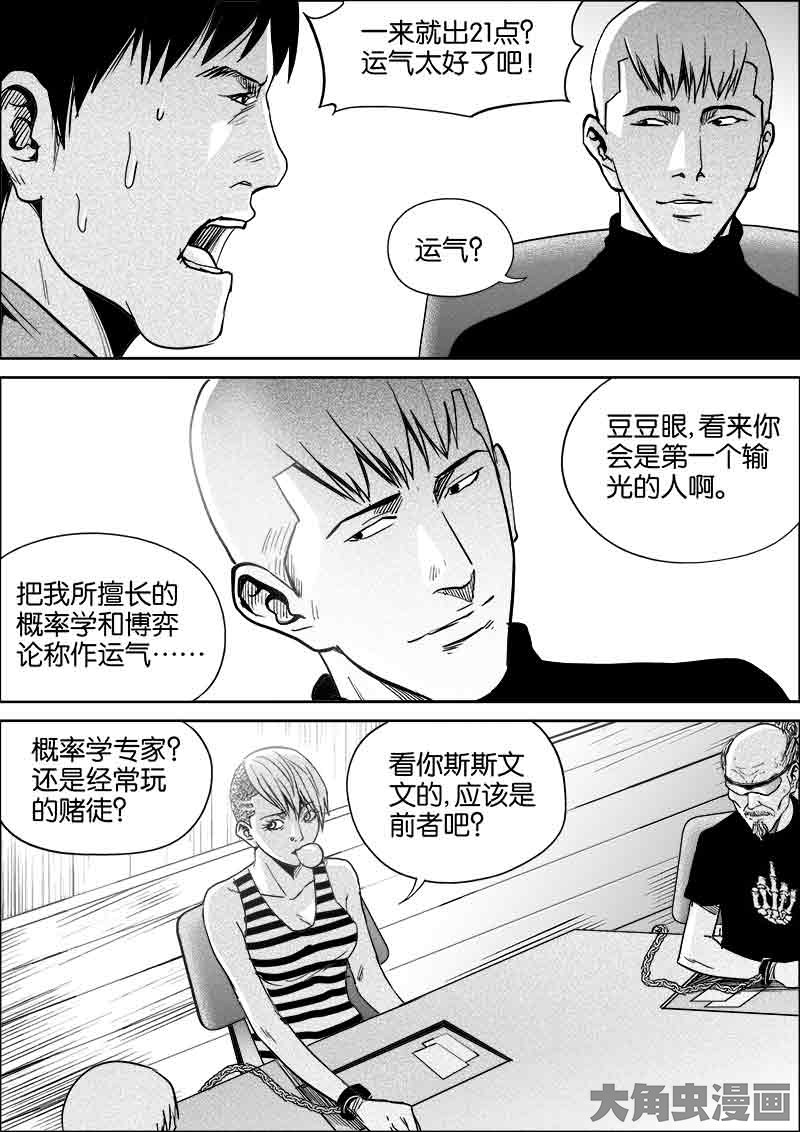 一来就出21点?
运气太好了吧!
运气?
豆豆眼,看来你
会是第一个输
光的人啊。
把我所擅长的
概率学和博弈
论称作运气……
概率学专家?
还是经常玩
的赌徒?
看你斯斯文
文的,应该是
前者吧?
大角虫漫画